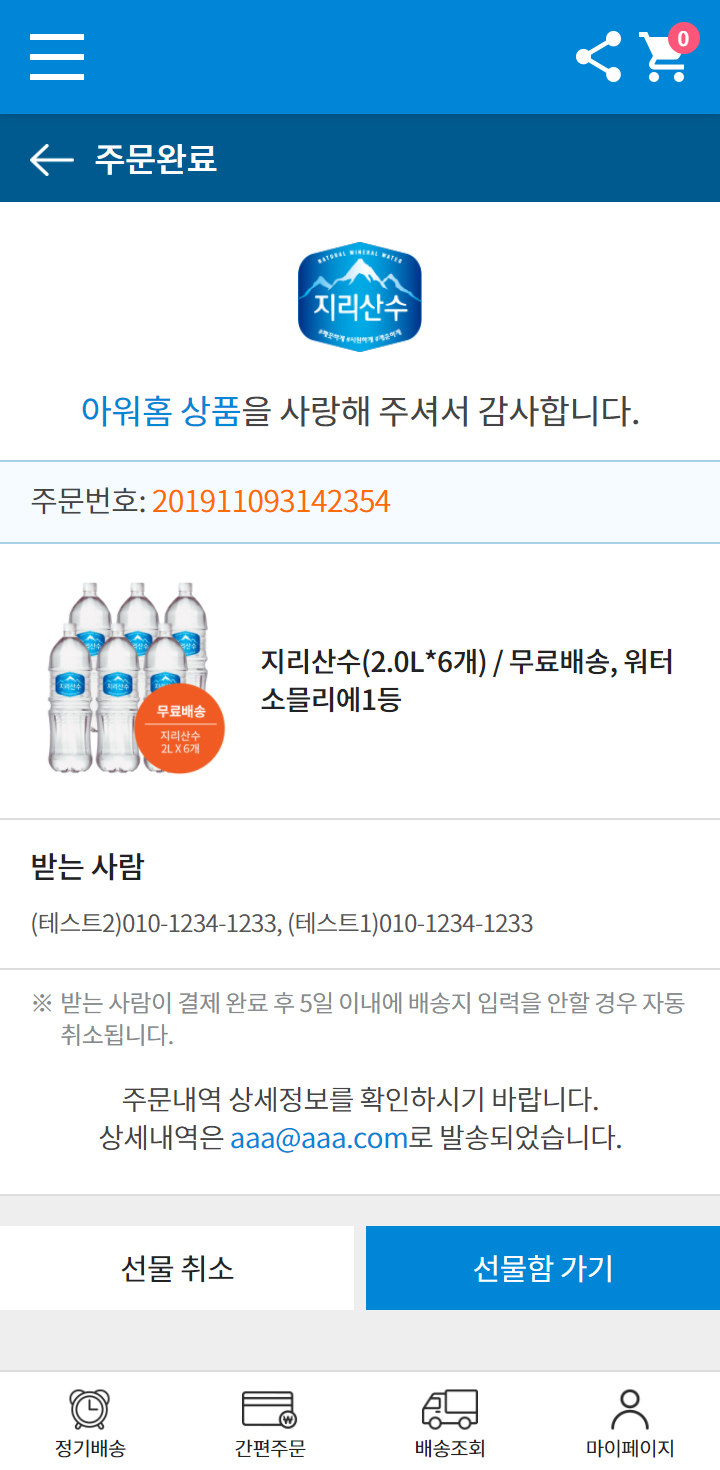 0
주문완료
NATURAL MINERAL WATER
지리산수
아워홈 상품을 사랑해 주셔서 감사합니다.
주문번호: 201911093142354
지리산수
지리산수
무료배송
지리산수
2L X 6개
지리산수(2.0L*6개) / 무료배송, 워터
소믈리에1등
받는 사람
(테스트2)010-1234-1233, (테스트1)010-1234-1233
※ 받는 사람이 결제 완료 후 5일 이내에 배송지 입력을 안할 경우 자동
취소됩니다.
주문내역 상세정보를 확인하시기 바랍니다.
상세내역은 aaa@aaa.com로 발송되었습니다.
선물 취소
선물함 가기
정기배송
간편주문
배송조회
마이페이지